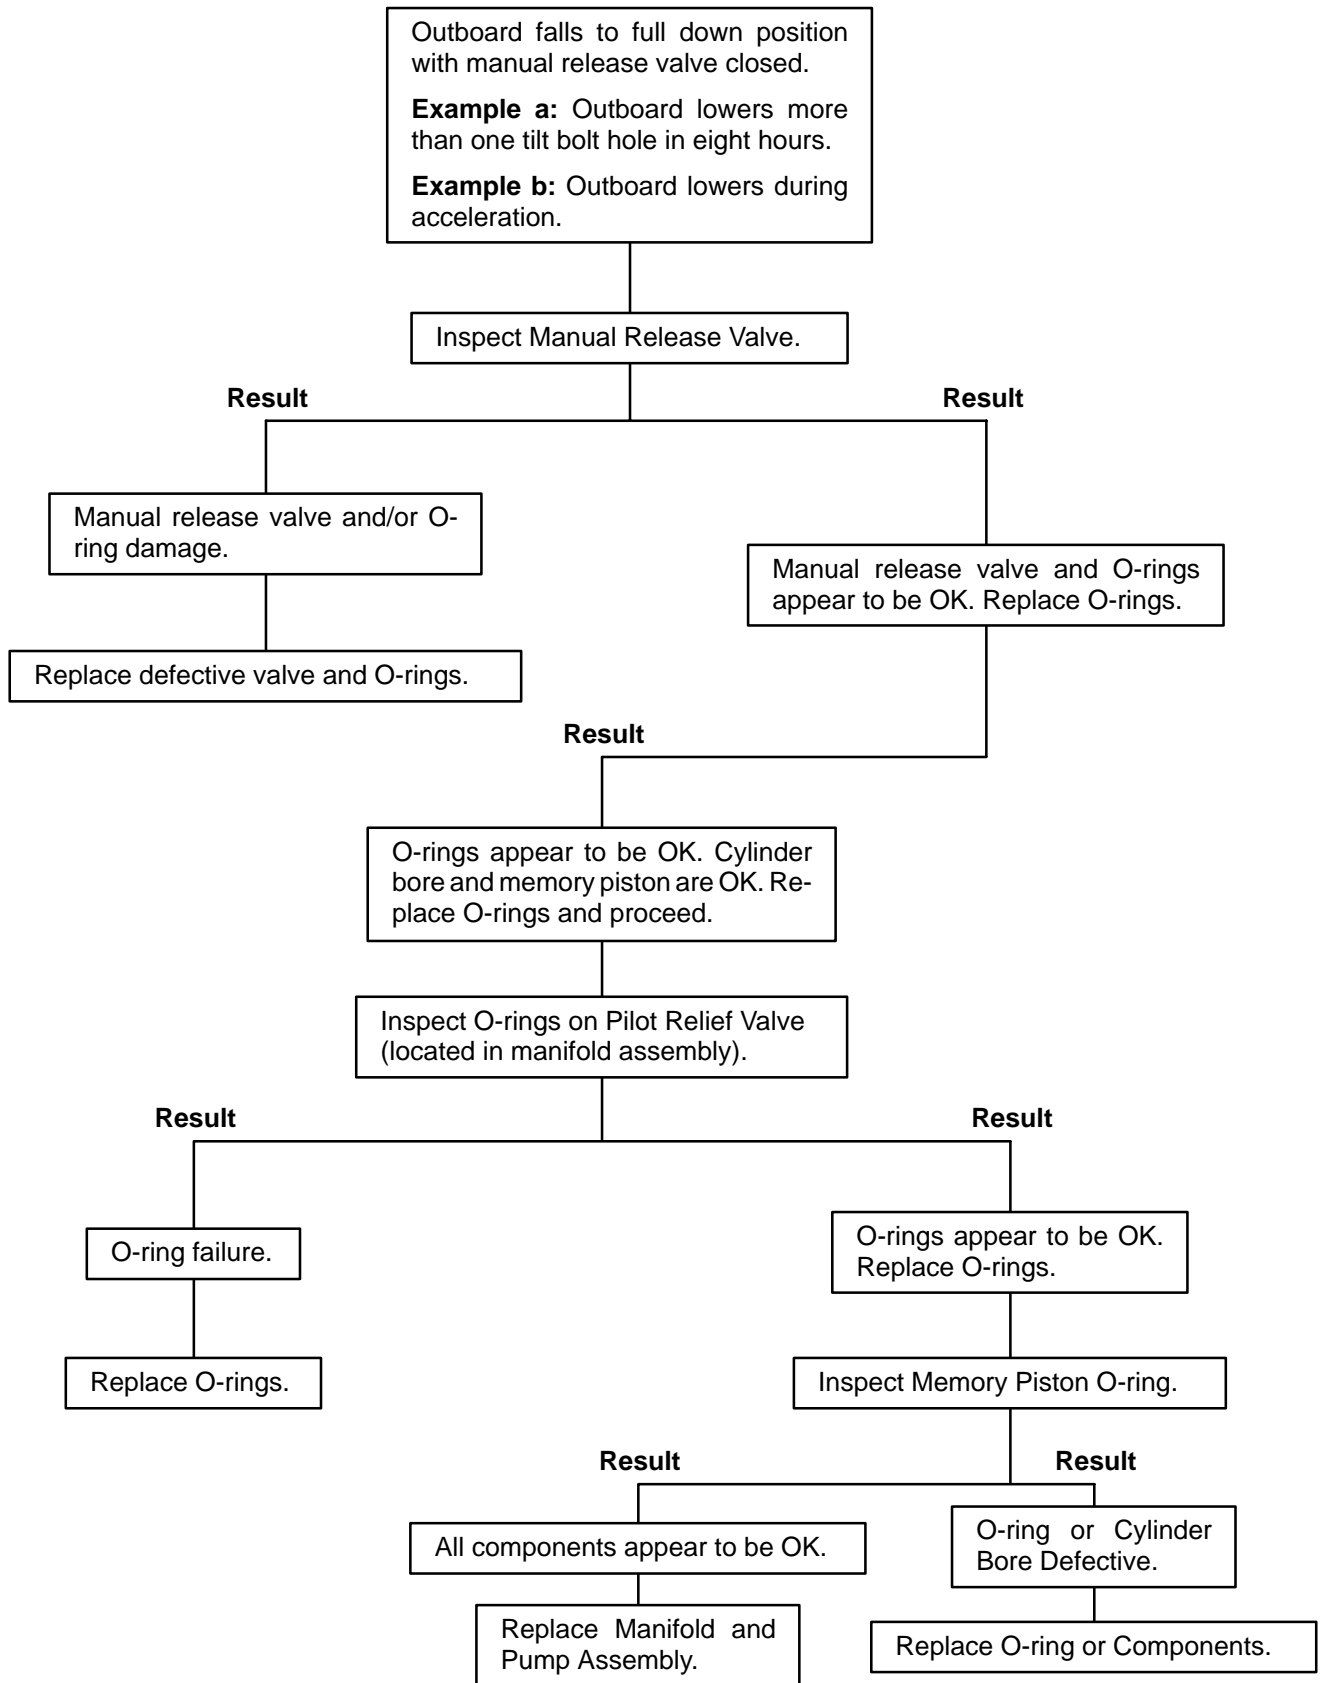 Outboard falls to full down position
with manual release valve closed.
Example a: Outboard lowers more
than one tilt bolt hole in eight hours.
Example b: Outboard lowers during
acceleration.
Inspect Manual Release Valve.
Result
Result
Manual release valve and/or O-
ring damage.
Manual release valve and O-rings
appear to be OK. Replace O-rings.
Replace defective valve and O-rings.
Result
O-rings appear to be OK. Cylinder
bore and memory piston are OK. Re-
place O-rings and proceed.
Inspect O-rings on Pilot Relief Valve
(located in manifold assembly).
Result
Result
O-ring failure.
O-rings appear to be OK.
Replace O-rings.
Replace O-rings.
Inspect Memory Piston O-ring.
Result
Result
All components appear to be OK.
O-ring or Cylinder
Bore Defective.
Replace Manifold and
Pump Assembly.
Replace O-ring or Components.